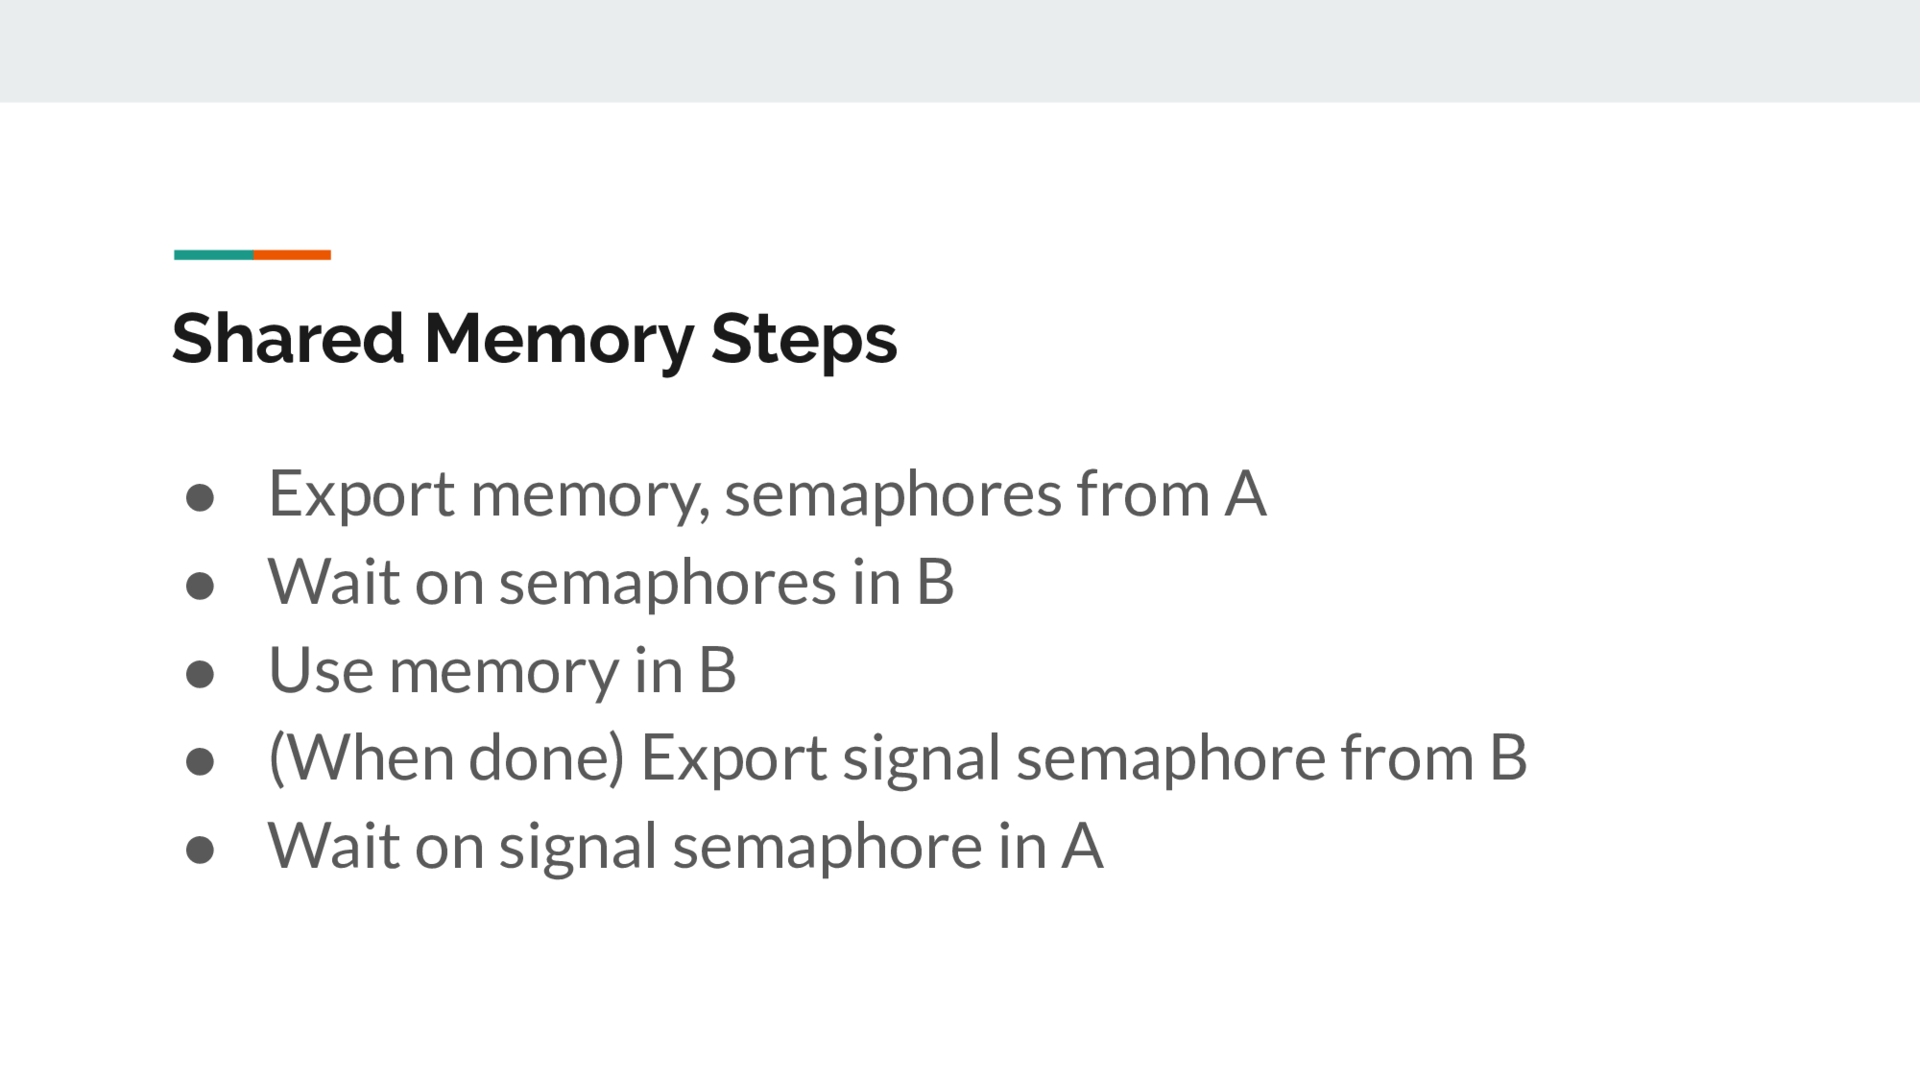 Shared Memory Steps
● Export memory, semaphores from A
● Wait on semaphores in B
● Use memory in B
● (When done) Export signal semaphore from B
● Wait on signal semaphore in A